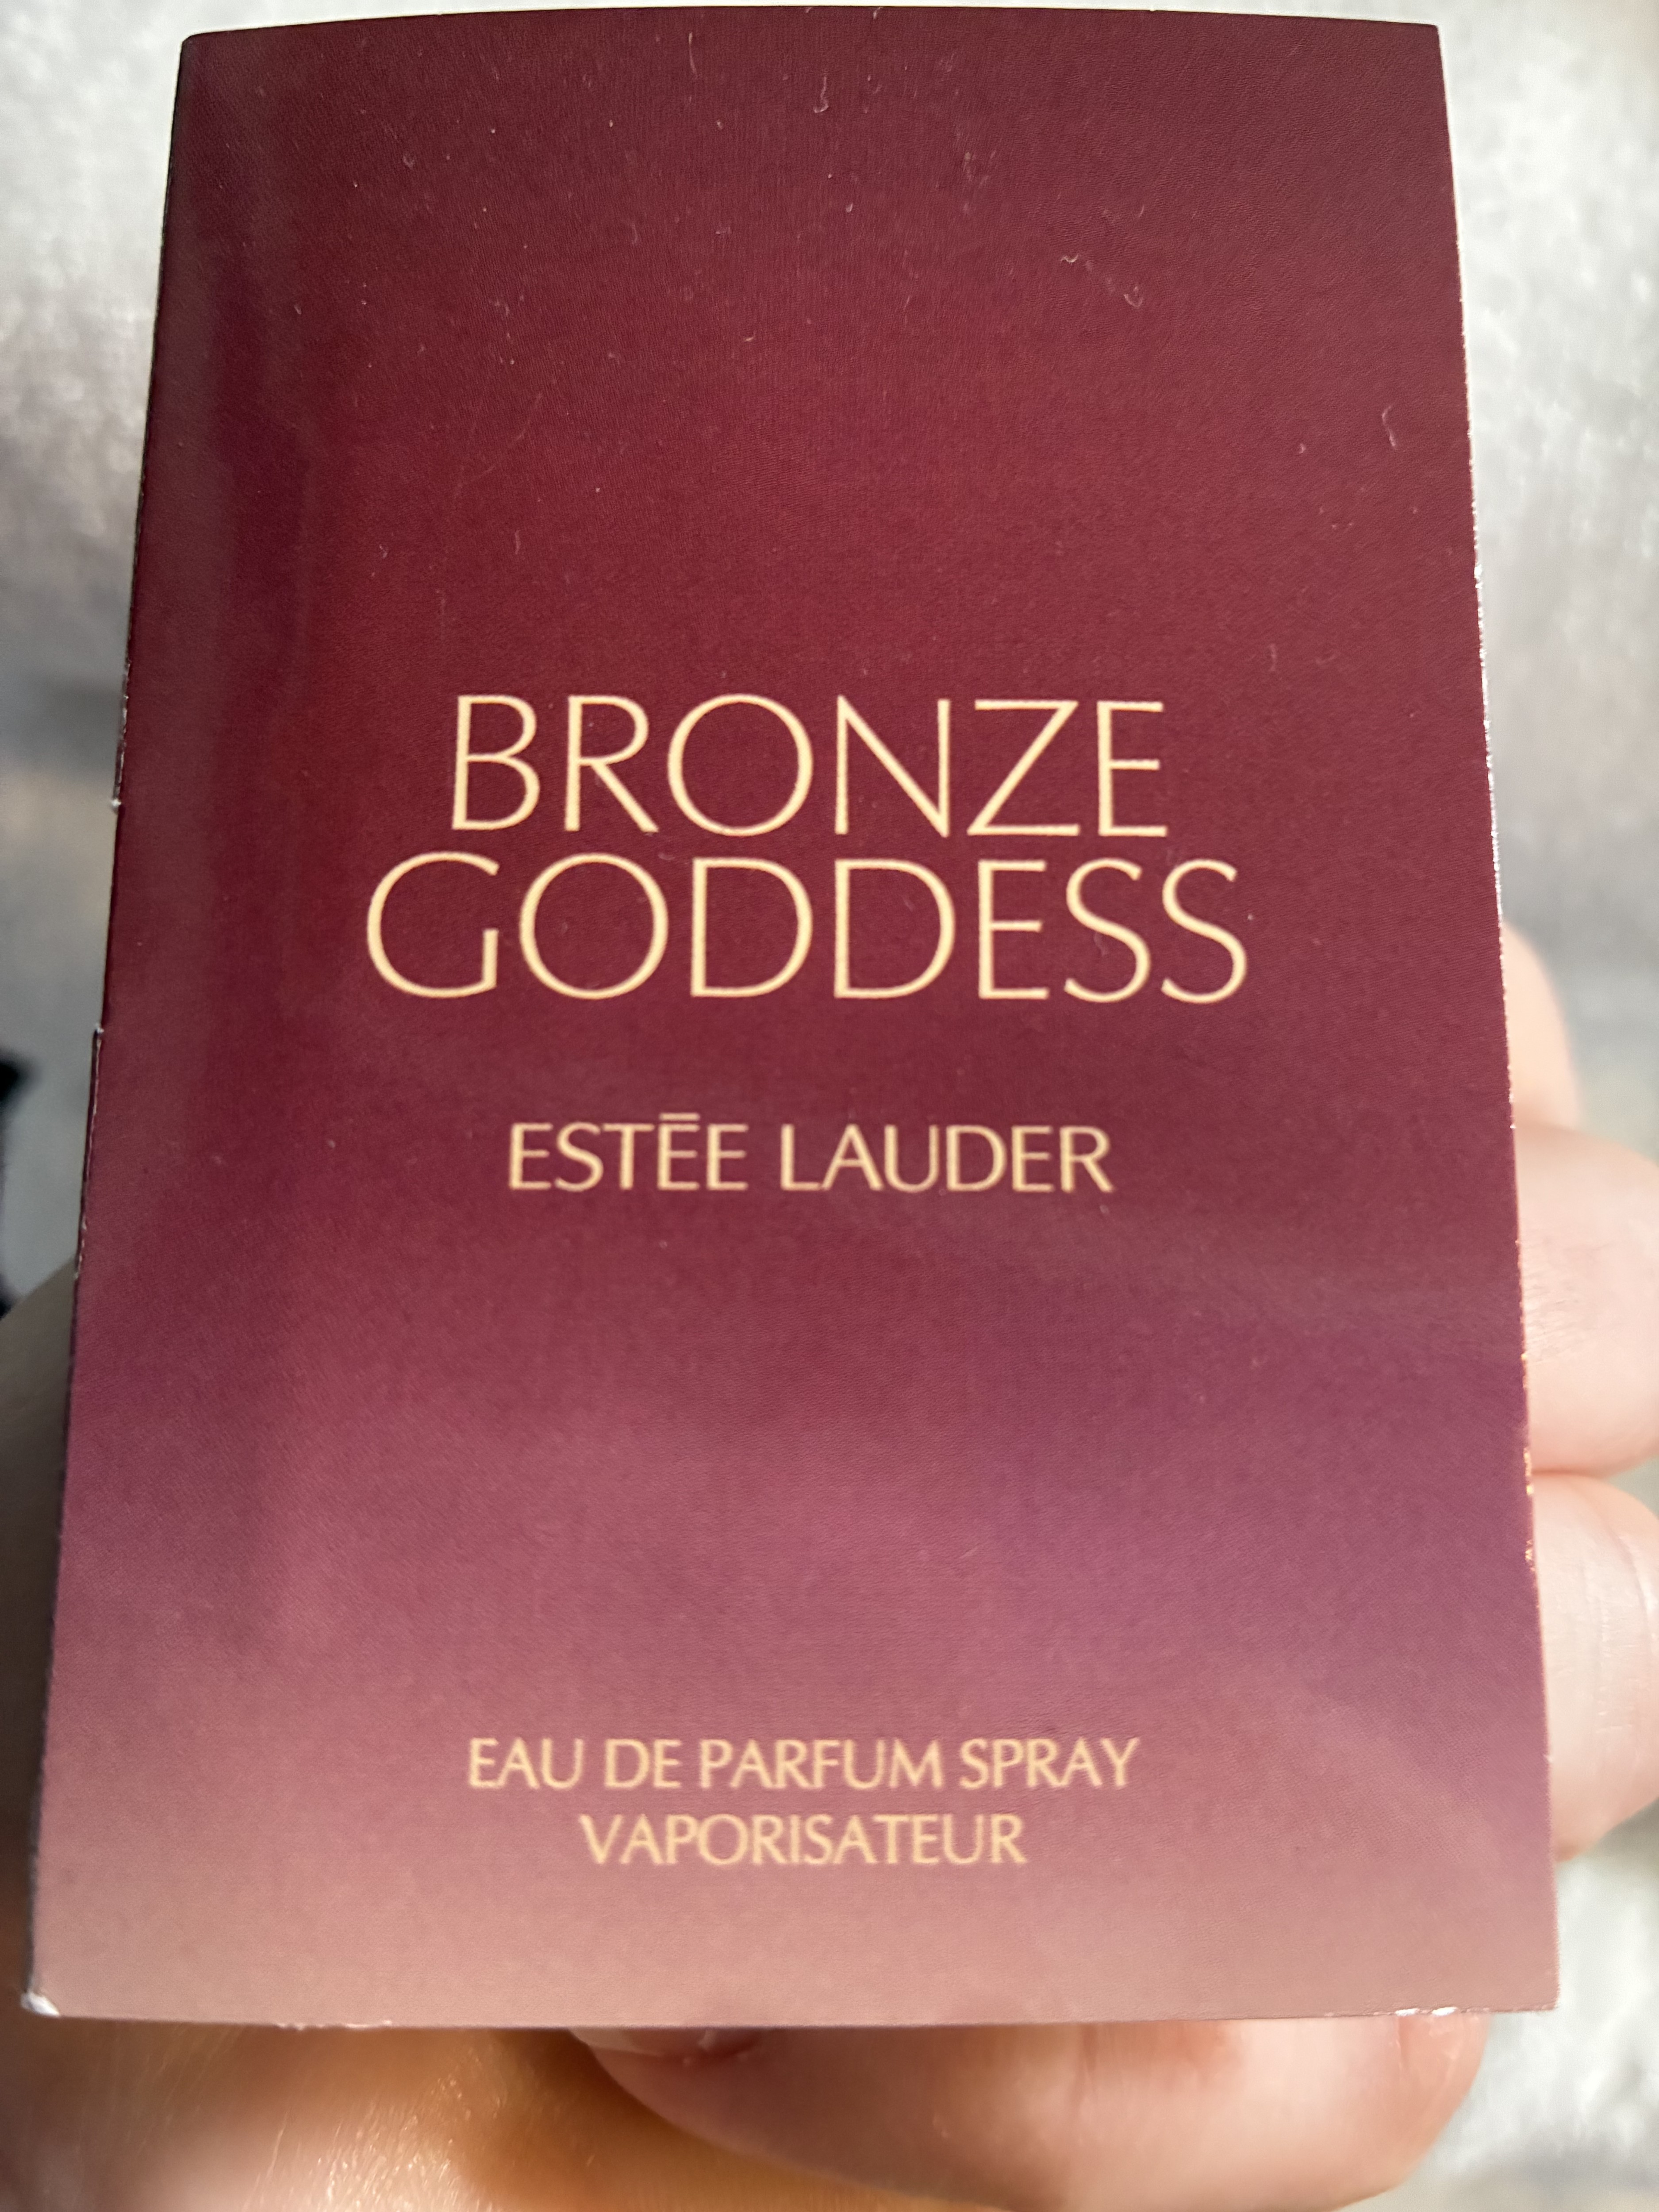 BRONZE
GODDESS
ESTĒE LAUDER
EAU DE PARFUM SPRAY
VAPORISATEUR